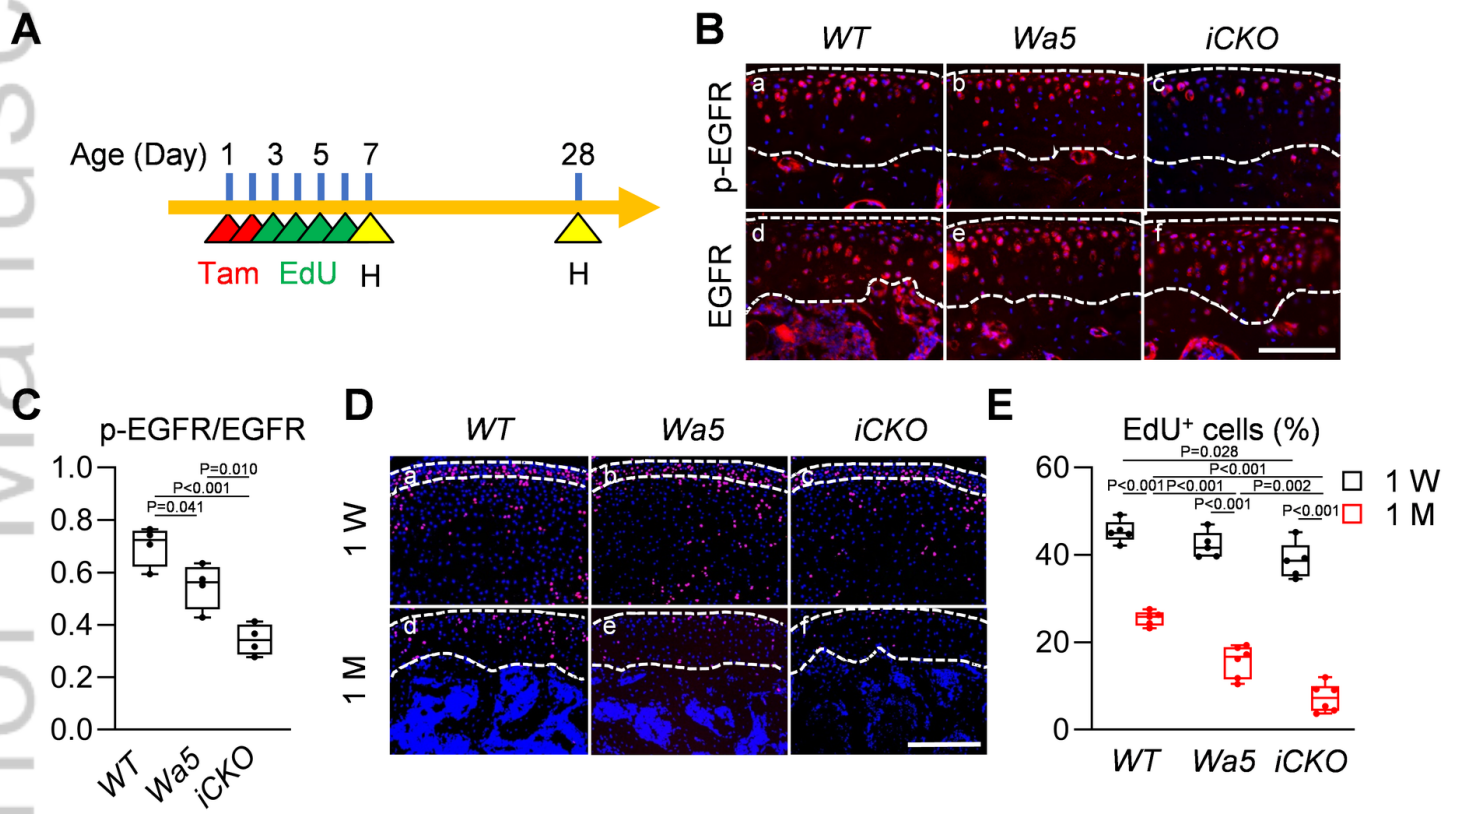 A
Age (Day) 1 3 5 7 28
Tam EdU H H
B
WT Wa5 iCKO
p-EGFR
a b c
EGFR
d e f
C
p-EGFR/EGFR
P=0.010
P<0.001
P=0.041
1.0
0.8
0.6
0.4
0.2
0.0
WT Wa5 iCKO
D
WT Wa5 iCKO
1 W
a b c
1 M
d e f
E
EdU+ cells (%)
P=0.028
P<0.001
P<0.001 P<0.001 P=0.002
P<0.001 P<0.001
1 W
1 M
60
40
20
0
WT Wa5 iCKO